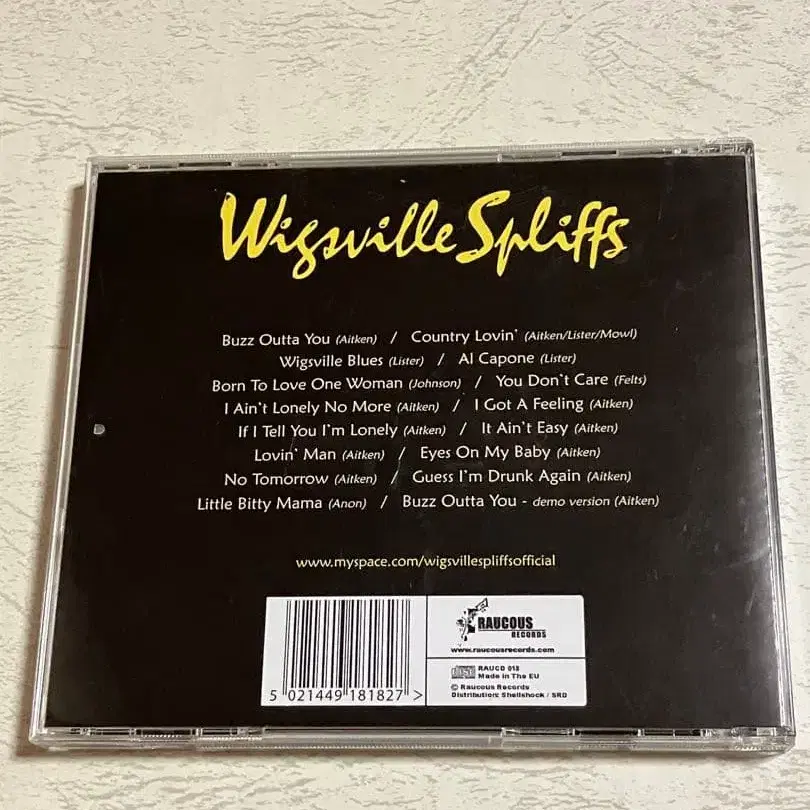 Wigsville Spliffs
Buzz Outta You (Aitken) / Country Lovin' (Aitken/Lister/Mowl)
Wigsville Blues (Lister) / Al Capone (Lister)
Born To Love One Woman (Johnson) / You Don't Care (Felts)
I Ain't Lonely No More (Aitken) / I Got A Feeling (Aitken)
If I Tell You I'm Lonely (Aitken) / It Ain't Easy (Aitken)
Lovin' Man (Aitken) / Eyes On My Baby (Aitken)
No Tomorrow (Aitken) / Guess I'm Drunk Again (Aitken)
Little Bitty Mama (Anon) / Buzz Outta You - demo version (Aitken)
www.myspace.com/wigsvillespliffsofficial
RAUCOUS
RECORDS
www.raucousrecords.com
RAUCD 018
Made in The EU
© Raucous Records
Distribution: Shellshock / SRD
5 021449 181827 >